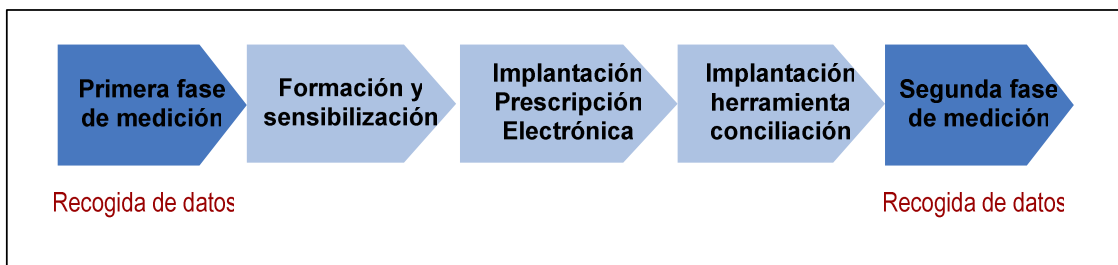 Primera fase
de medición
Formación y
sensibilización
Implantación
Prescripción
Electrónica
Implantación
herramienta
conciliación
Segunda fase
de medición
Recogida de datos
Recogida de datos